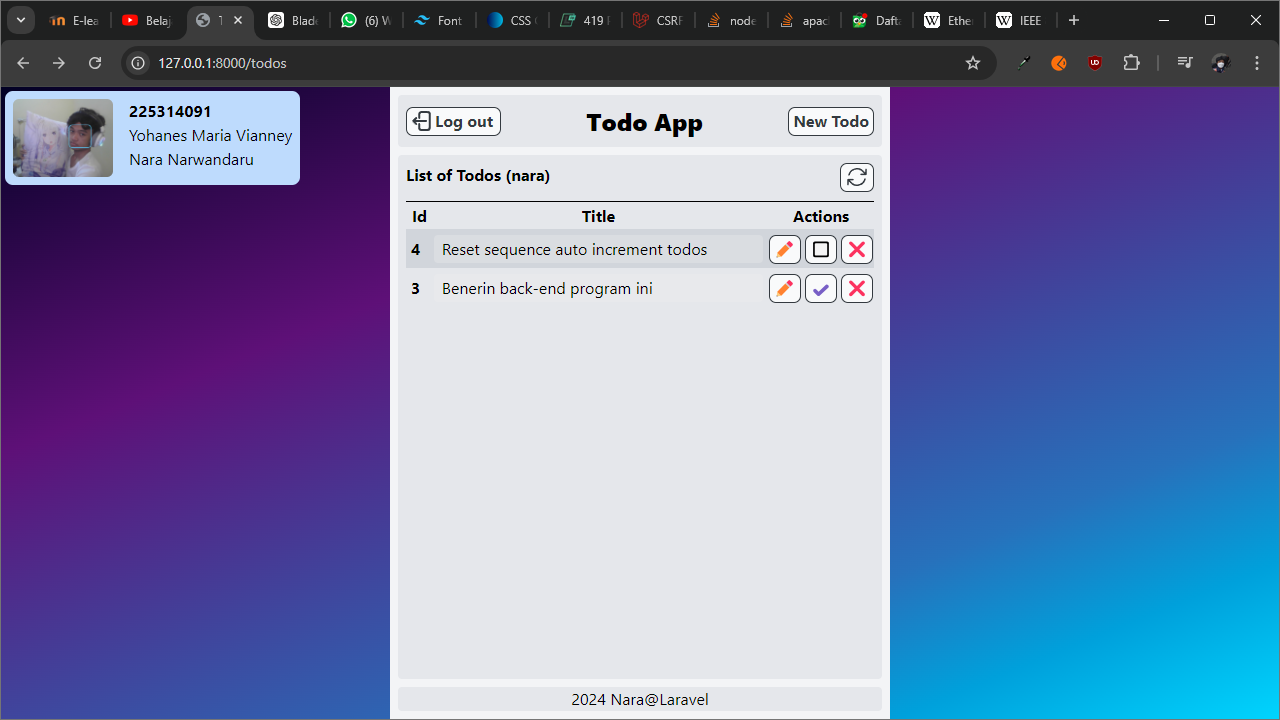 E-lea
Belaj
T
Blade
(6) W
Font
CSS
419
CSRF
node
apac
Dafta
Ether
IEEE
127.0.0.1:8000/todos
225314091
Yohanes Maria Vianney
Nara Narwandaru
Log out
Todo App
New Todo
List of Todos (nara)
Id Title Actions
4 Reset sequence auto increment todos
3 Benerin back-end program ini
2024 Nara@Laravel